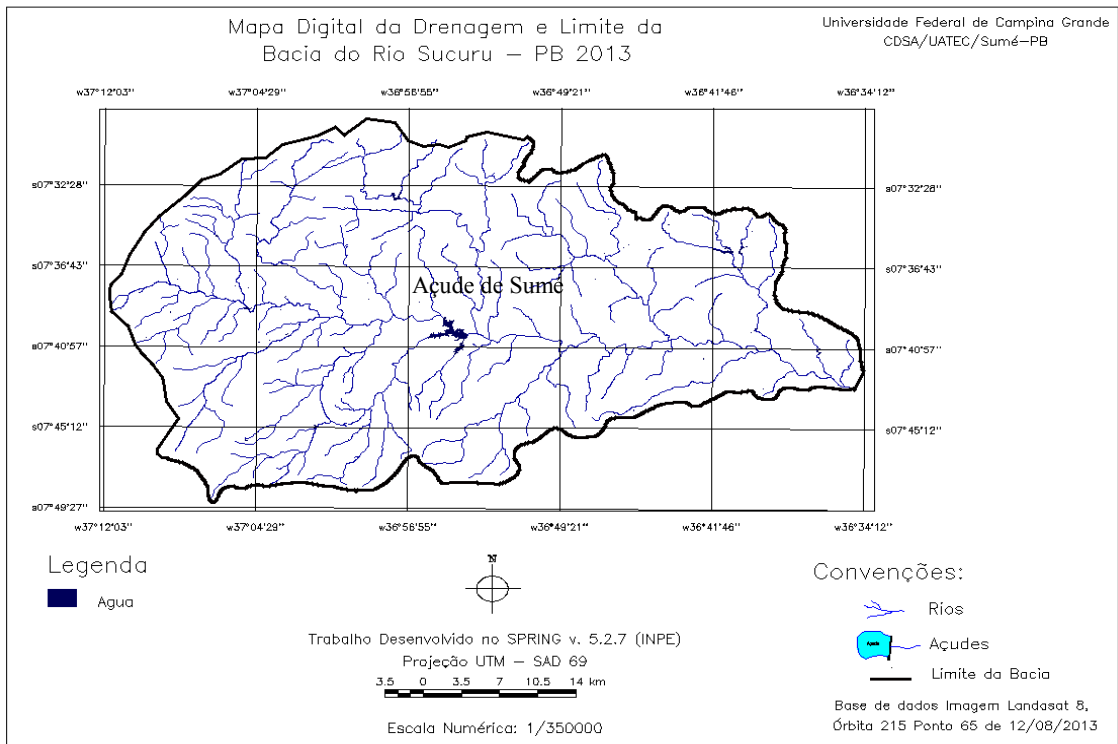 Mapa Digital da Drenagem e Limite da
Bacia do Rio Sucuru – PB 2013
Universidade Federal de Campina Grande
CDSA/UATEC/Sumé–PB
w37°12'03'' w37°04'29'' w36°56'55'' w36°49'21'' w36°41'46'' w36°34'12''
s07°32'28'' s07°32'28''
s07°36'43'' s07°36'43''
Açude de Sumé
s07°40'57'' s07°40'57''
s07°45'12'' s07°45'12''
s07°49'27''
w37°12'03'' w37°04'29'' w36°56'55'' w36°49'21'' w36°41'46'' w36°34'12''
Legenda
Agua
N
Trabalho Desenvolvido no SPRING v. 5.2.7 (INPE)
Projeção UTM – SAD 69
3.5 0 3.5 7 10.5 14 km
Escala Numérica: 1/350000
Convenções:
Rios
Açudes
Limite da Bacia
Base de dados Imagem Landasat 8,
Órbita 215 Ponto 65 de 12/08/2013